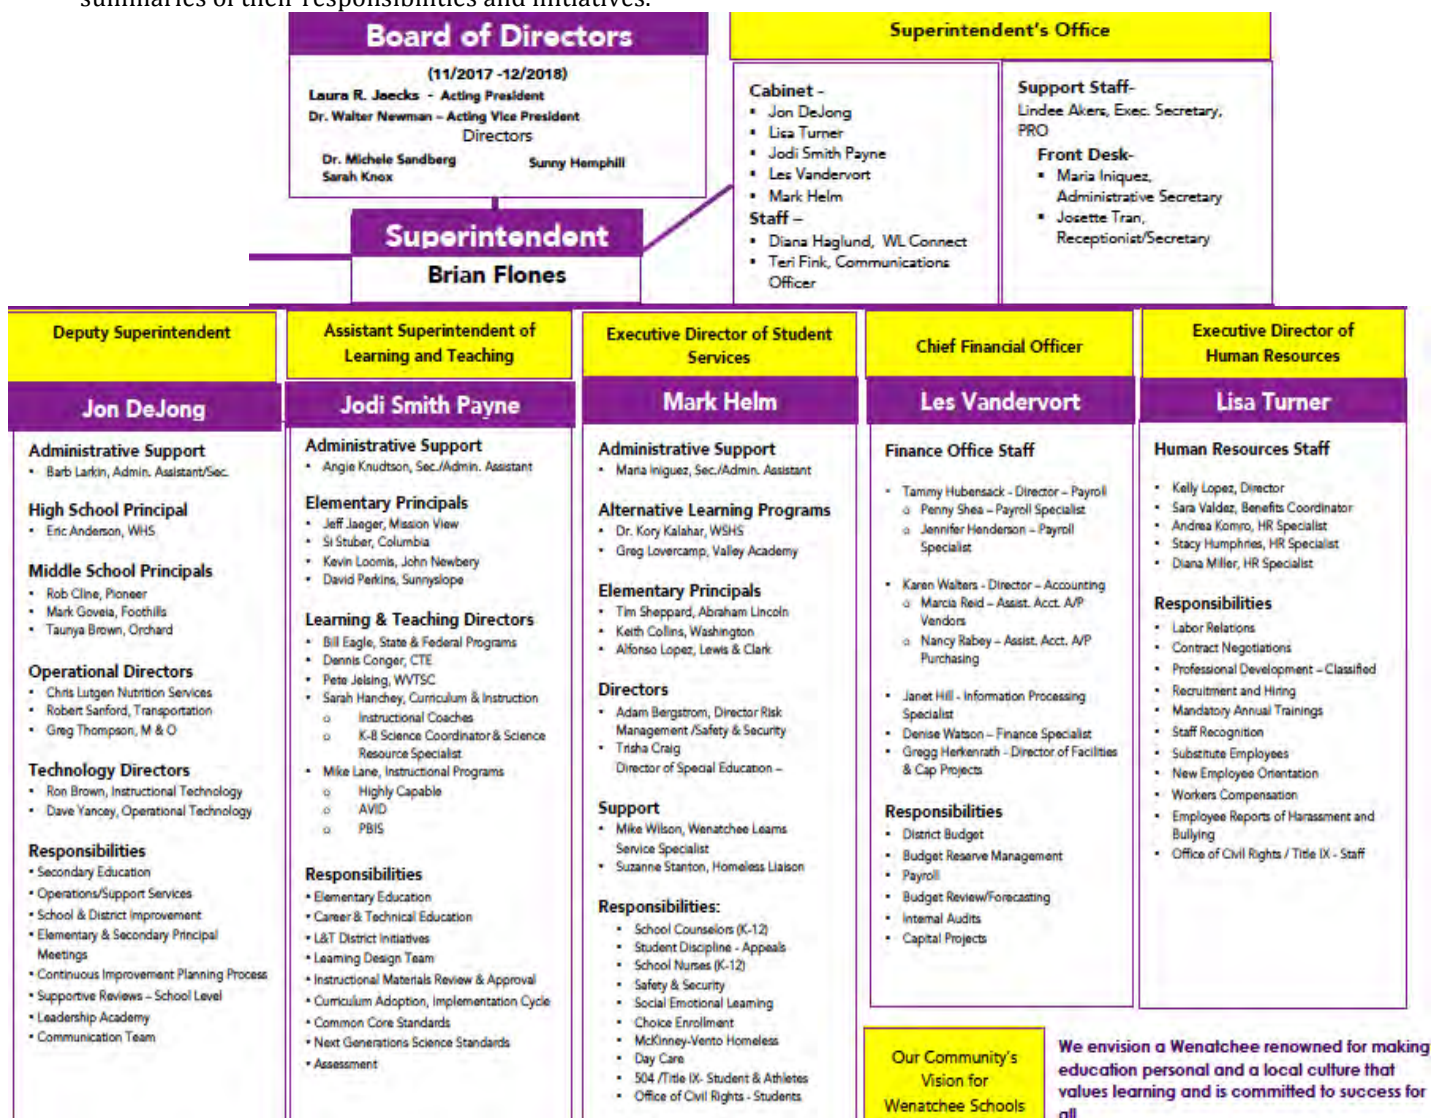 summaries of their responsibilities and initiatives.
Board of Directors
(11/2017 -12/2018)
Laura R. Jaecks - Acting President
Dr. Walter Newman – Acting Vice President
Directors
Dr. Michele Sandberg
Sunny Hemphill
Sarah Knox
Superintendent
Brian Flones
Superintendent's Office
Cabinet -
▪ Jon DeJong
▪ Lisa Turner
▪ Jodi Smith Payne
▪ Les Vandervort
▪ Mark Helm
Staff –
▪ Diana Haglund, WL Connect
▪ Teri Fink, Communications
Officer
Support Staff-
Lindee Akers, Exec. Secretary,
PRO
Front Desk-
▪ Maria Iniquez,
Administrative Secretary
▪ Josette Tran,
Receptionist/Secretary
Deputy Superintendent
Jon DeJong
Administrative Support
• Barb Larkin, Admin. Assistant/Sec.
High School Principal
• Eric Anderson, WHS
Middle School Principals
• Rob Cline, Pioneer
• Mark Goveia, Foothills
• Taunya Brown, Orchard
Operational Directors
• Chris Lutgen Nutrition Services
• Robert Sanford, Transportation
• Greg Thompson, M & O
Technology Directors
• Ron Brown, Instructional Technology
• Dave Yancey, Operational Technology
Responsibilities
• Secondary Education
• Operations/Support Services
• School & District Improvement
• Elementary & Secondary Principal
Meetings
• Continuous Improvement Planning Process
• Supportive Reviews – School Level
• Leadership Academy
• Communication Team
Assistant Superintendent of
Learning and Teaching
Jodi Smith Payne
Administrative Support
• Angie Knudtson, Sec./Admin. Assistant
Elementary Principals
• Jeff Jaeger, Mission View
• Si Stuber, Columbia
• Kevin Loomis, John Newbery
• David Perkins, Sunnyslope
Learning & Teaching Directors
• Bill Eagle, State & Federal Programs
• Dennis Conger, CTE
• Pete Jelsing, WVTSC
• Sarah Hanchey, Curriculum & Instruction
o Instructional Coaches
o K-8 Science Coordinator & Science
Resource Specialist
• Mike Lane, Instructional Programs
o Highly Capable
o AVID
o PBIS
Responsibilities
• Elementary Education
• Career & Technical Education
• L&T District Initiatives
• Learning Design Team
• Instructional Materials Review & Approval
• Curriculum Adoption, Implementation Cycle
• Common Core Standards
• Next Generations Science Standards
• Assessment
Executive Director of Student
Services
Mark Helm
Administrative Support
• Maria Iniguez, Sec./Admin. Assistant
Alternative Learning Programs
• Dr. Kory Kalahar, WSHS
• Greg Lovercamp, Valley Academy
Elementary Principals
• Tim Sheppard, Abraham Lincoln
• Keith Collins, Washington
• Alfonso Lopez, Lewis & Clark
Directors
• Adam Bergstrom, Director Risk
Management /Safety & Security
• Trisha Craig
Director of Special Education –
Support
• Mike Wilson, Wenatchee Learns
Service Specialist
• Suzanne Stanton, Homeless Liaison
Responsibilities:
▪ School Counselors (K-12)
▪ Student Discipline - Appeals
▪ School Nurses (K-12)
▪ Safety & Security
▪ Social Emotional Learning
▪ Choice Enrollment
▪ McKinney-Vento Homeless
▪ Day Care
▪ 504 /Title IX- Student & Athletes
▪ Office of Civil Rights - Students
Chief Financial Officer
Les Vandervort
Finance Office Staff
• Tammy Hubensack - Director – Payroll
o Penny Shea – Payroll Specialist
o Jennifer Henderson – Payroll
Specialist
• Karen Walters - Director – Accounting
o Marcia Reid – Assist. Acct. A/P
Vendors
o Nancy Rabey – Assist. Acct. A/P
Purchasing
• Janet Hill - Information Processing
Specialist
• Denise Watson – Finance Specialist
• Gregg Herkenrath - Director of Facilities
& Cap Projects
Responsibilities
▪ District Budget
▪ Budget Reserve Management
▪ Payroll
▪ Budget Review/Forecasting
▪ Internal Audits
▪ Capital Projects
Executive Director of
Human Resources
Lisa Turner
Human Resources Staff
• Kelly Lopez, Director
• Sara Valdez, Benefits Coordinator
• Andrea Komro, HR Specialist
• Stacy Humphries, HR Specialist
• Diana Miller, HR Specialist
Responsibilities
• Labor Relations
• Contract Negotiations
• Professional Development – Classified
• Recruitment and Hiring
• Mandatory Annual Trainings
• Staff Recognition
• Substitute Employees
• New Employee Orientation
• Workers Compensation
• Employee Reports of Harassment and
Bullying
• Office of Civil Rights / Title IX - Staff
Our Community's
Vision for
Wenatchee Schools
We envision a Wenatchee renowned for making
education personal and a local culture that
values learning and is committed to success for
all